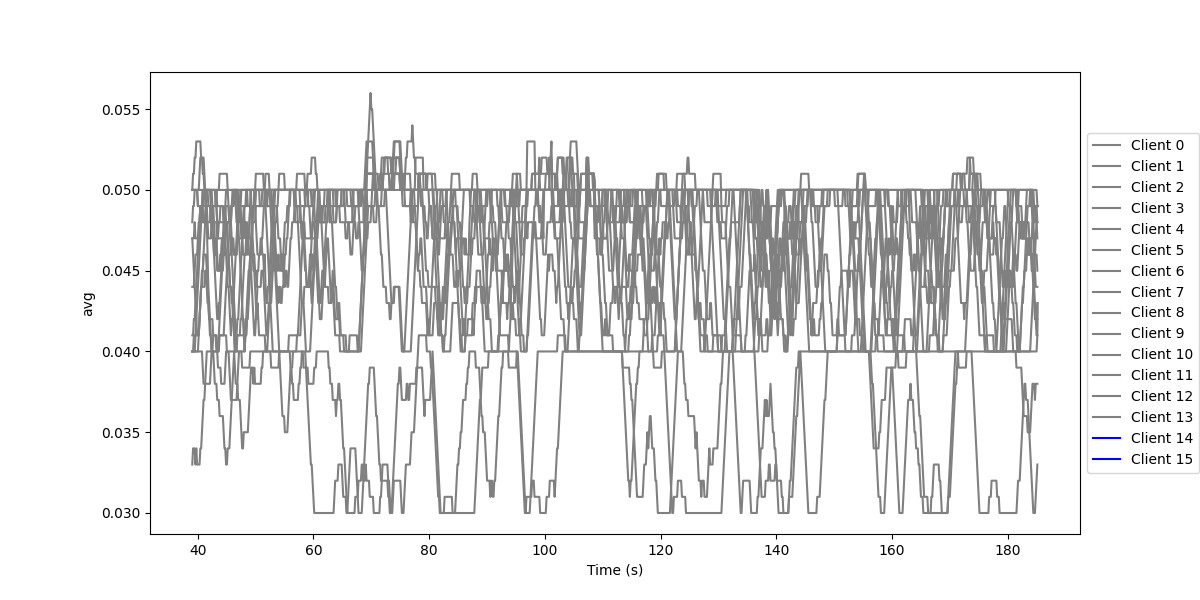 0.055
0.050
0.045
0.040
0.035
0.030
avg
40 60 80 100 120 140 160 180
Time (s)
Client 0
Client 1
Client 2
Client 3
Client 4
Client 5
Client 6
Client 7
Client 8
Client 9
Client 10
Client 11
Client 12
Client 13
Client 14
Client 15